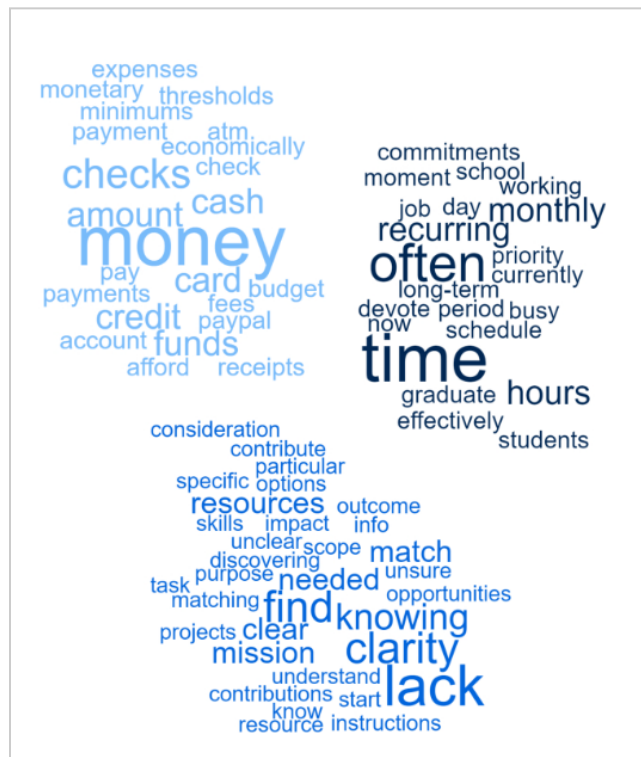 expenses
monetary thresholds
minimums
payment atm
economically
checks check
amount cash
money
pay card budget
payments fees
credit paypal
account funds
afford receipts
commitments
moment school
working
job day monthly
recurring
often priority
currently
long-term
devote period busy
now schedule
time
graduate hours
effectively
students
consideration
contribute
particular
specific options
resources outcome
skills impact info
unclear scope match
discovering
purpose needed unsure
task
matching find opportunities
knowing
projects clear
mission clarity
understand lack
contributions start
know
resource instructions